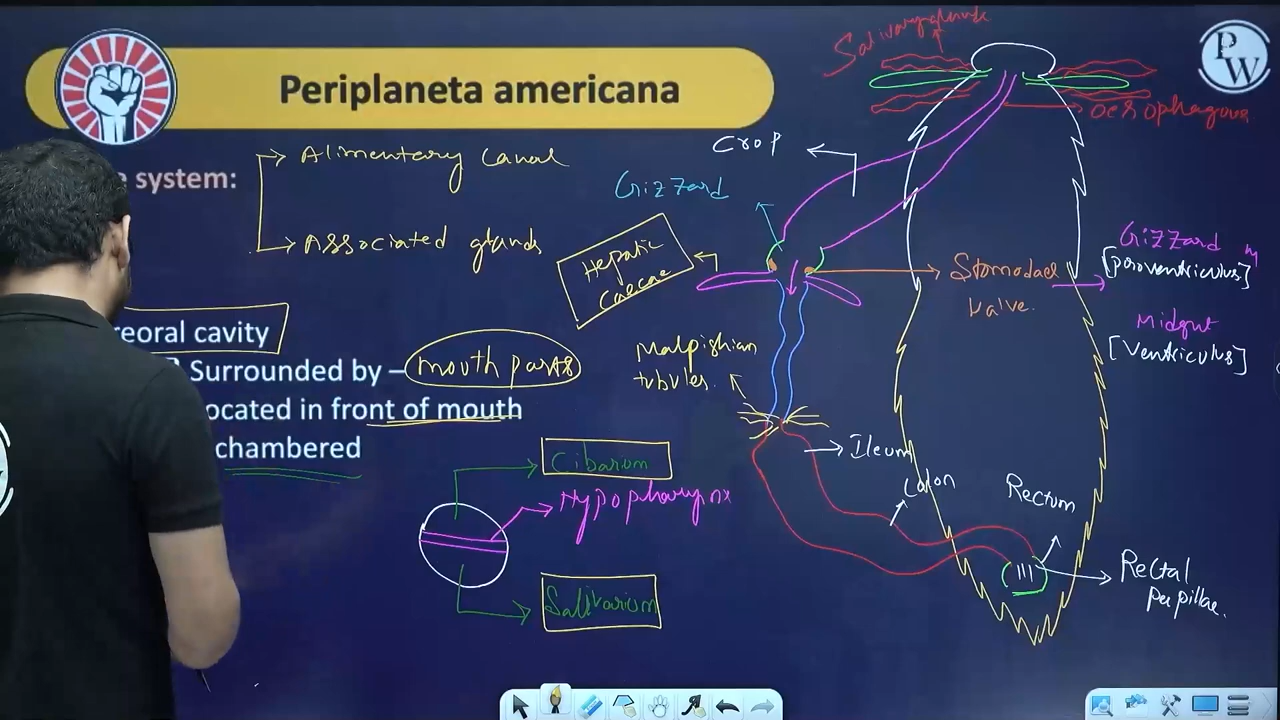 Periplaneta americana
e system:
Alimentary Canal
Associated glands
reoral cavity
Surrounded by – mouth parts
ocated in front of mouth
chambered
Cibarium
Hypopharynx
Salivarium
Salivary glands
oesophagous
Crop
Gizzard
Hepatic
Caecae
Stomodael
valve.
Gizzard
[proventriculus]
Midgut
[Ventriculus]
Malpighian
tubules.
Ileum
Colon
Rectum
Rectal
papillae.
P
W